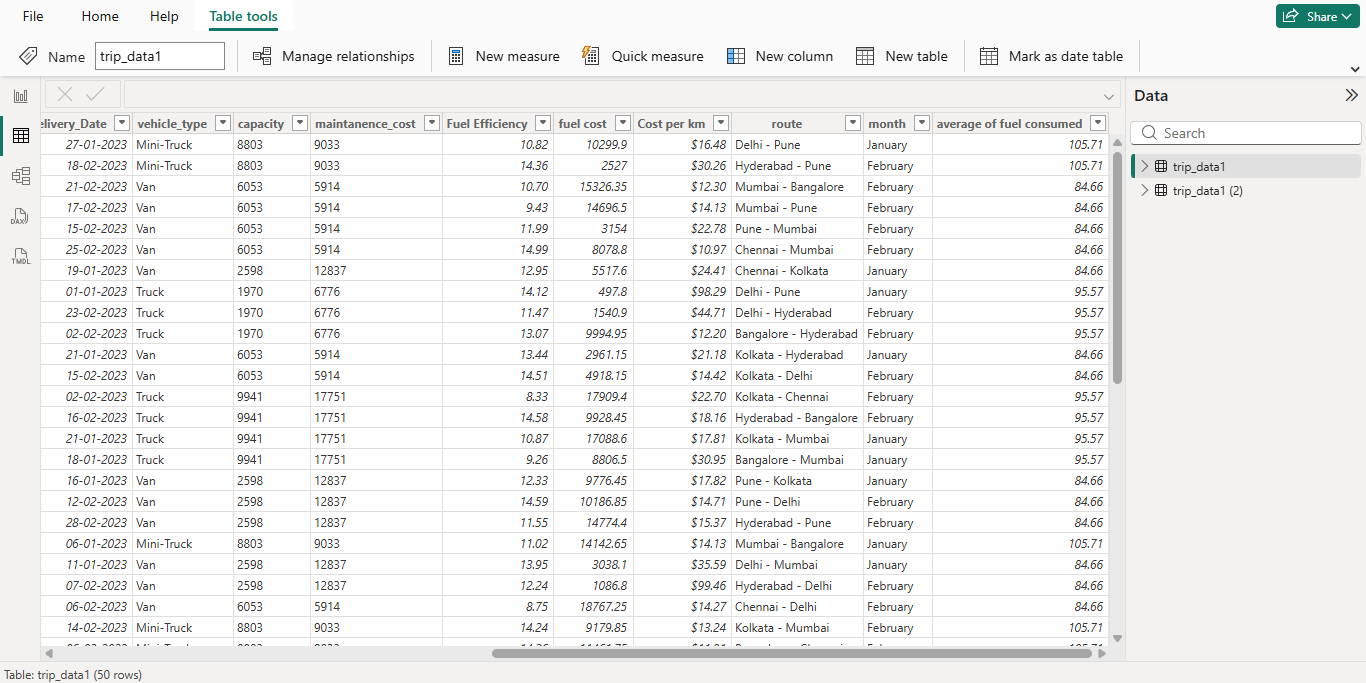 File Home Help Table tools Share
Name trip_data1 Manage relationships New measure Quick measure New column New table Mark as date table
Data
Search
trip_data1
trip_data1 (2)
DAX
TMDL
elivery_Date vehicle_type capacity maintanence_cost Fuel Efficiency fuel cost Cost per km route month average of fuel consumed
27-01-2023 Mini-Truck 8803 9033 10.82 10299.9 $16.48 Delhi - Pune January 105.71
18-02-2023 Mini-Truck 8803 9033 14.36 2527 $30.26 Hyderabad - Pune February 105.71
21-02-2023 Van 6053 5914 10.70 15326.35 $12.30 Mumbai - Bangalore February 84.66
17-02-2023 Van 6053 5914 9.43 14696.5 $14.13 Mumbai - Pune February 84.66
15-02-2023 Van 6053 5914 11.99 3154 $22.78 Pune - Mumbai February 84.66
25-02-2023 Van 6053 5914 14.99 8078.8 $10.97 Chennai - Mumbai February 84.66
19-01-2023 Van 2598 12837 12.95 5517.6 $24.41 Chennai - Kolkata January 84.66
01-01-2023 Truck 1970 6776 14.12 497.8 $98.29 Delhi - Pune January 95.57
23-02-2023 Truck 1970 6776 11.47 1540.9 $44.71 Delhi - Hyderabad February 95.57
02-02-2023 Truck 1970 6776 13.07 9994.95 $12.20 Bangalore - Hyderabad February 95.57
21-01-2023 Van 6053 5914 13.44 2961.15 $21.18 Kolkata - Hyderabad January 84.66
15-02-2023 Van 6053 5914 14.51 4918.15 $14.42 Kolkata - Delhi February 84.66
02-02-2023 Truck 9941 17751 8.33 17909.4 $22.70 Kolkata - Chennai February 95.57
16-02-2023 Truck 9941 17751 14.58 9928.45 $18.16 Hyderabad - Bangalore February 95.57
21-01-2023 Truck 9941 17751 10.87 17088.6 $17.81 Kolkata - Mumbai January 95.57
18-01-2023 Truck 9941 17751 9.26 8806.5 $30.95 Bangalore - Mumbai January 95.57
16-01-2023 Van 2598 12837 12.33 9776.45 $17.82 Pune - Kolkata January 84.66
12-02-2023 Van 2598 12837 14.59 10186.85 $14.71 Pune - Delhi February 84.66
28-02-2023 Van 2598 12837 11.55 14774.4 $15.37 Hyderabad - Pune February 84.66
06-01-2023 Mini-Truck 8803 9033 11.02 14142.65 $14.13 Mumbai - Bangalore January 105.71
11-01-2023 Van 2598 12837 13.95 3038.1 $35.59 Delhi - Mumbai January 84.66
07-02-2023 Van 2598 12837 12.24 1086.8 $99.46 Hyderabad - Delhi February 84.66
06-02-2023 Van 6053 5914 8.75 18767.25 $14.27 Chennai - Delhi February 84.66
14-02-2023 Mini-Truck 8803 9033 14.24 9179.85 $13.24 Kolkata - Mumbai February 105.71
Table: trip_data1 (50 rows)